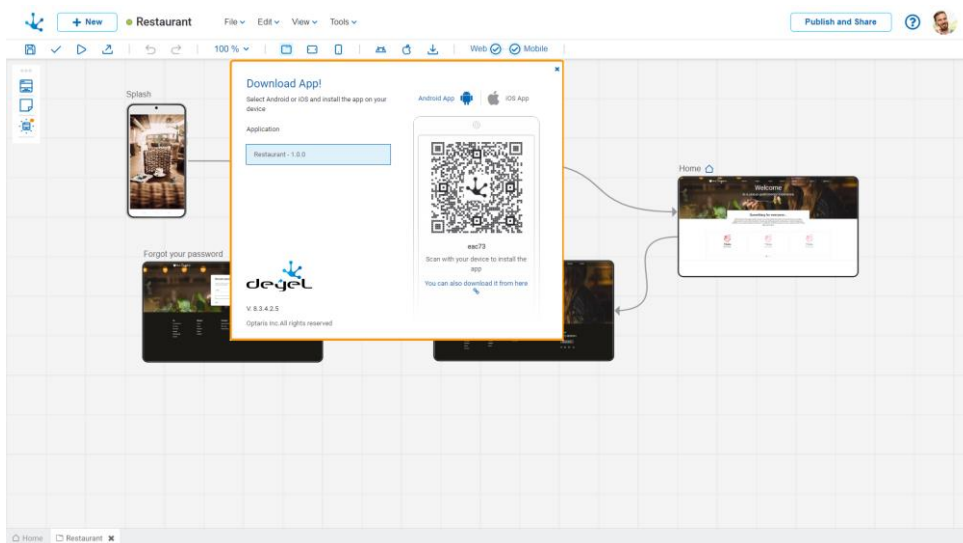 + New
Restaurant
File
Edit
View
Tools
Publish and Share
?
100 %
Web
Mobile
Splash
Download App!
Select Android or iOS and install the app on your
device
Application
Restaurant - 1.0.0
deyel
V. 8.3.4.2.5
Optaris Inc.All rights reserved
Android App
iOS App
eac73
Scan with your device to install the
app
You can also download it from here
Home
Welcome
Forgot your password
Home
Restaurant